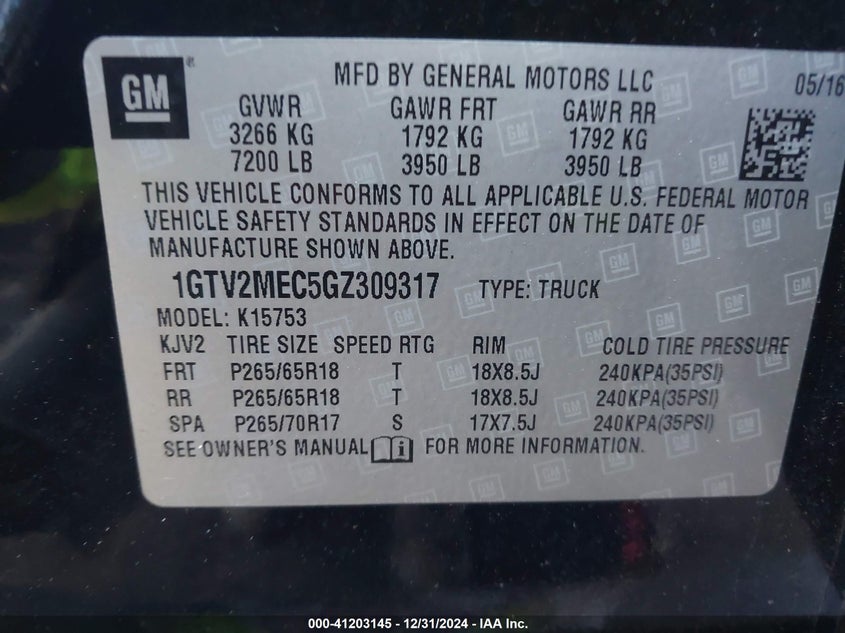 GM ® MFD BY GENERAL MOTORS LLC 05/16
GVWR GAWR FRT GAWR RR
3266 KG 1792 KG 1792 KG
7200 LB 3950 LB 3950 LB
THIS VEHICLE CONFORMS TO ALL APPLICABLE U.S. FEDERAL MOTOR
VEHICLE SAFETY STANDARDS IN EFFECT ON THE DATE OF
MANUFACTURE SHOWN ABOVE.
1GTV2MEC5GZ309317 TYPE: TRUCK
MODEL: K15753
KJV2 TIRE SIZE SPEED RTG RIM COLD TIRE PRESSURE
FRT P265/65R18 T 18X8.5J 240KPA(35PSI)
RR P265/65R18 T 18X8.5J 240KPA(35PSI)
SPA P265/70R17 S 17X7.5J 240KPA(35PSI)
SEE OWNER'S MANUAL i FOR MORE INFORMATION.
000-41203145 - 12/31/2024 - IAA Inc.